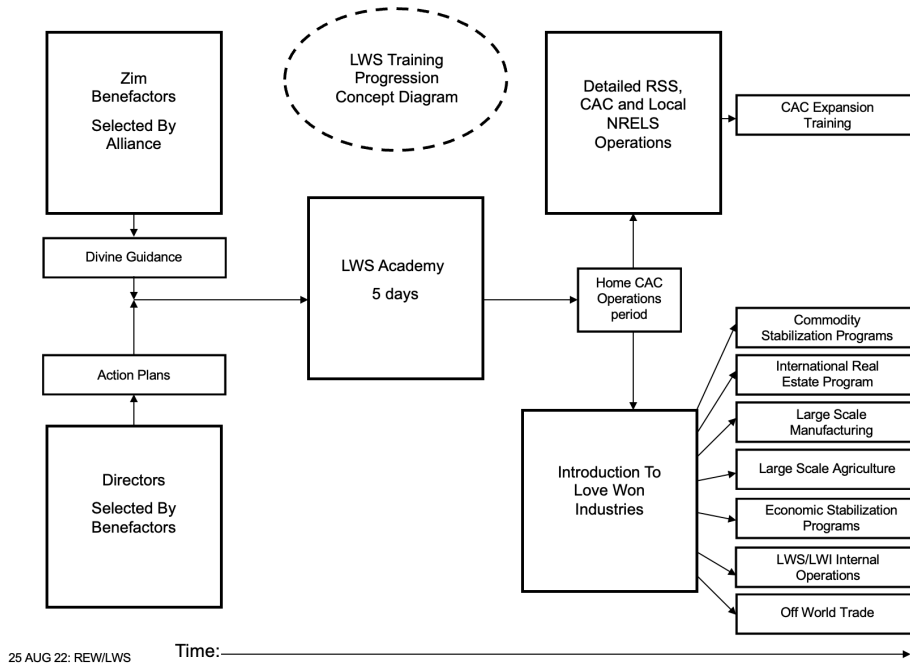 Zim
Benefactors
Selected By
Alliance
LWS Training
Progression
Concept Diagram
Detailed RSS,
CAC and Local
NRELS
Operations
CAC Expansion
Training
Divine Guidance
LWS Academy
5 days
Home CAC
Operations
period
Action Plans
Directors
Selected By
Benefactors
Introduction To
Love Won
Industries
Commodity
Stabilization Programs
International Real
Estate Program
Large Scale
Manufacturing
Large Scale Agriculture
Economic Stabilization
Programs
LWS/LWI Internal
Operations
Off World Trade
25 AUG 22: REW/LWS
Time: